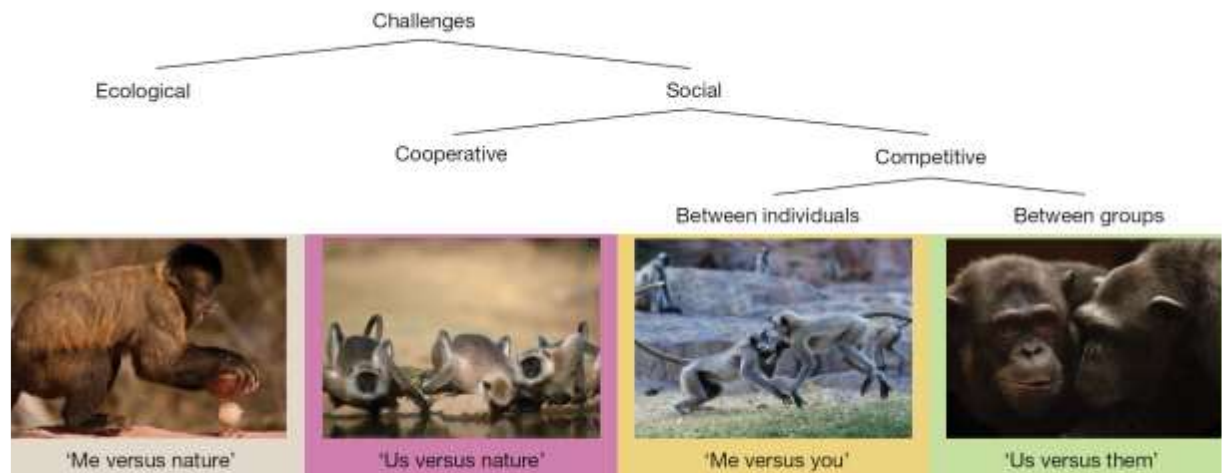 Challenges
Ecological
Social
Cooperative
Competitive
Between individuals
Between groups
‘Me versus nature’
‘Us versus nature’
‘Me versus you’
‘Us versus them’